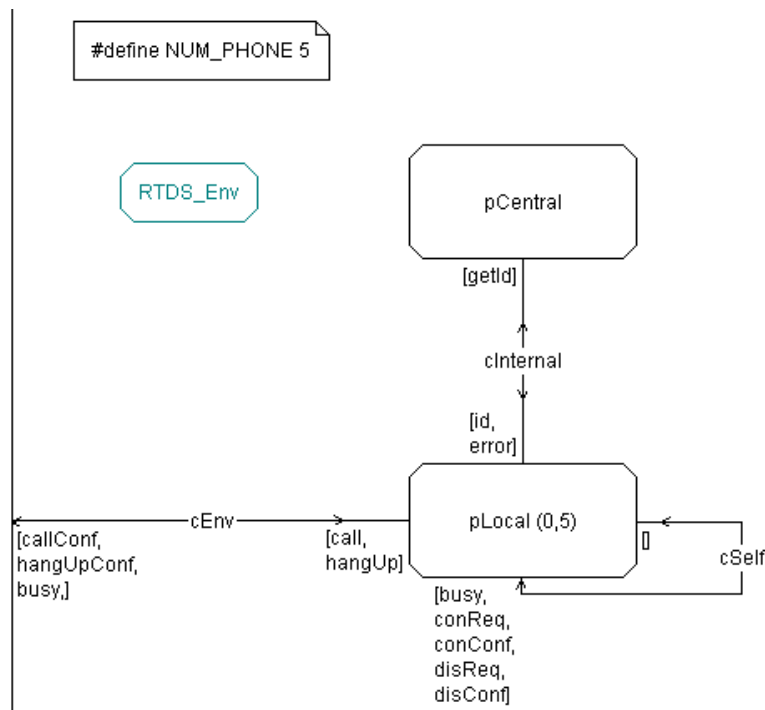 #define NUM_PHONE 5
RTDS_Env
pCentral
[getId]
cInternal
[id,
error]
cEnv
pLocal (0,5)
[callConf,
hangUpConf,
busy,]
[call,
hangUp]
[]
cSelf
[busy,
conReq,
conConf,
disReq,
disConf]